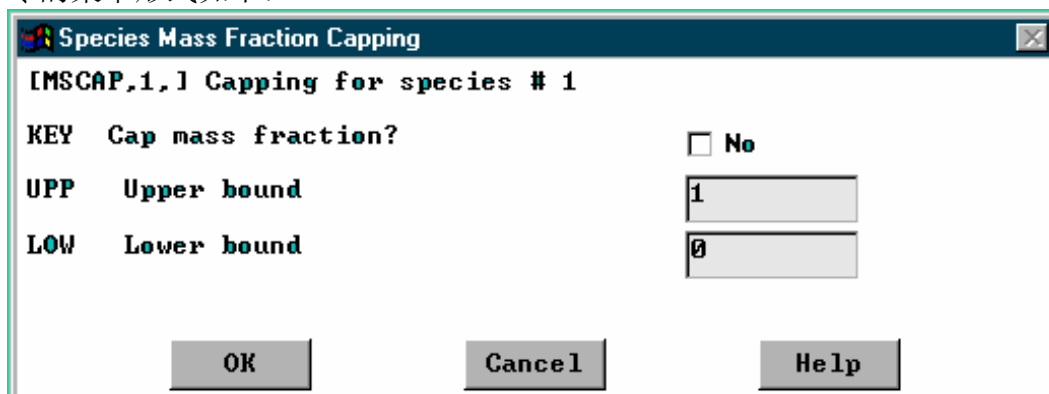 Species Mass Fraction Capping
[MSCAP,1,] Capping for species # 1
KEY Cap mass fraction? No
UPP Upper bound 1
LOW Lower bound 0
OK Cancel Help